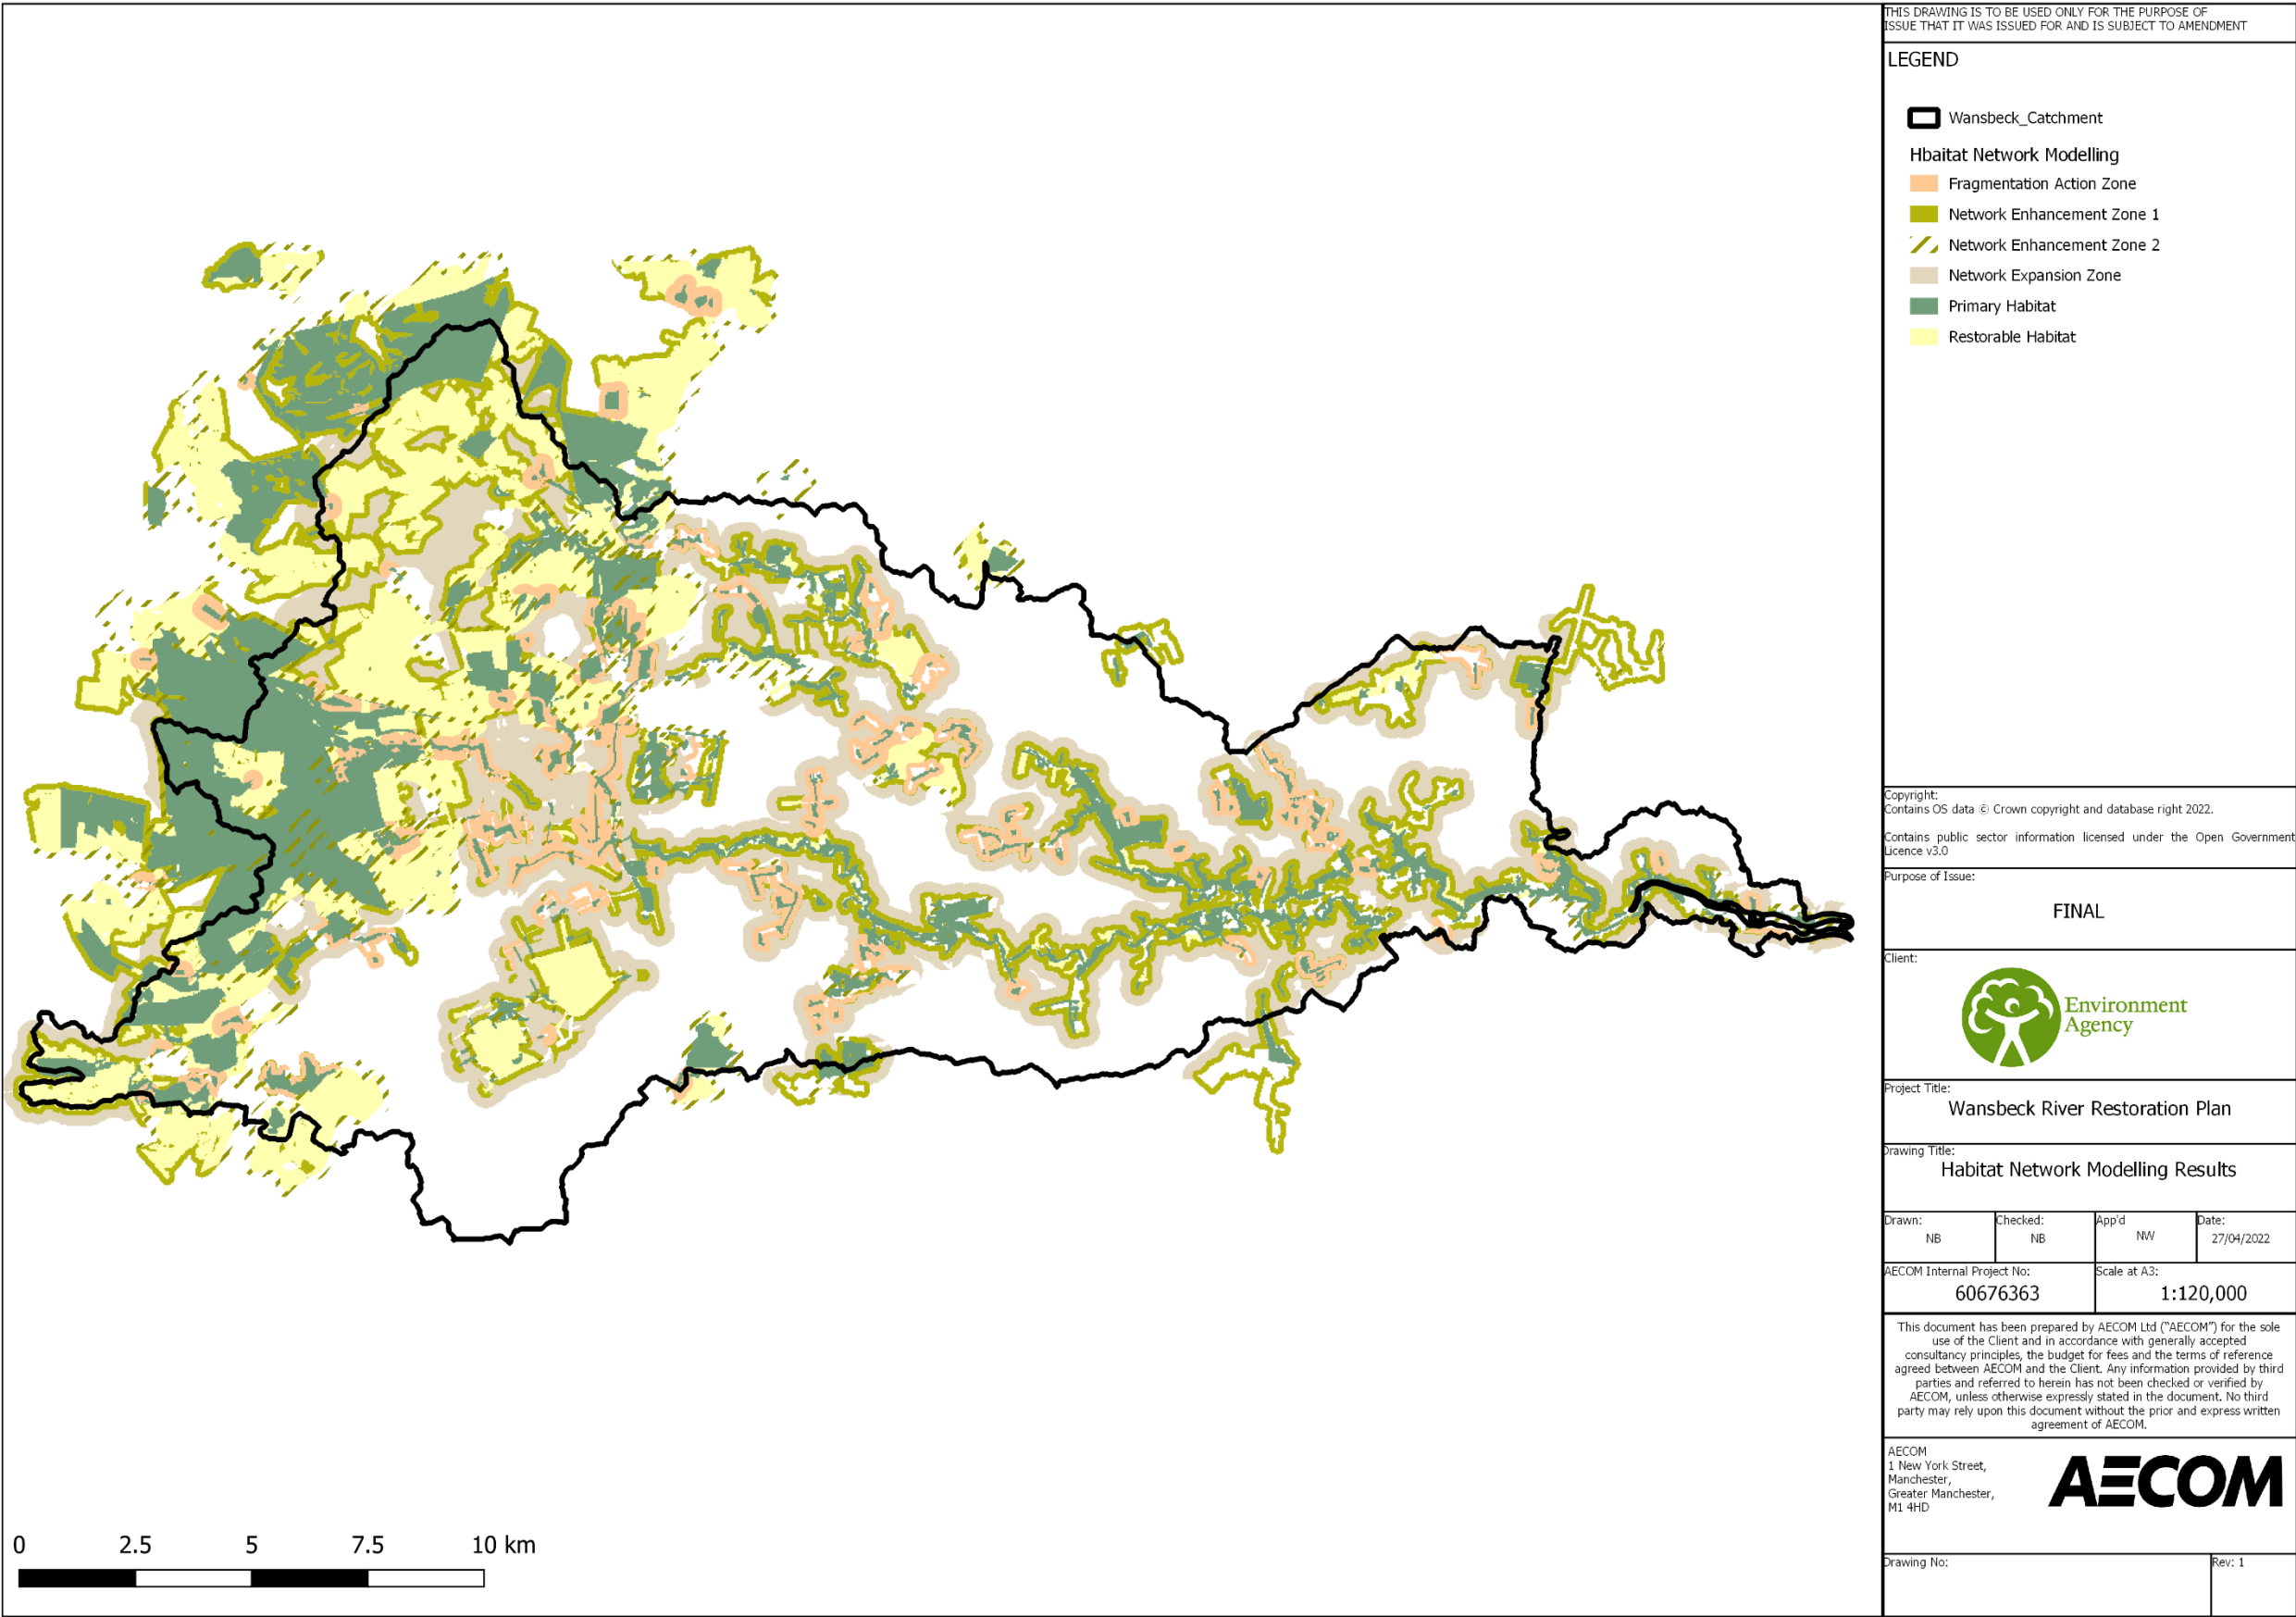 THIS DRAWING IS TO BE USED ONLY FOR THE PURPOSE OF
ISSUE THAT IT WAS ISSUED FOR AND IS SUBJECT TO AMENDMENT
LEGEND
Wansbeck_Catchment
Hbaitat Network Modelling
Fragmentation Action Zone
Network Enhancement Zone 1
Network Enhancement Zone 2
Network Expansion Zone
Primary Habitat
Restorable Habitat
Copyright:
Contains OS data © Crown copyright and database right 2022.
Contains public sector information licensed under the Open Government
Licence v3.0
Purpose of Issue:
FINAL
Client:
Environment
Agency
Project Title:
Wansbeck River Restoration Plan
Drawing Title:
Habitat Network Modelling Results
Drawn:
NB
Checked:
NB
App'd
NW
Date:
27/04/2022
AECOM Internal Project No:
60676363
Scale at A3:
1:120,000
This document has been prepared by AECOM Ltd ("AECOM") for the sole
use of the Client and in accordance with generally accepted
consultancy principles, the budget for fees and the terms of reference
agreed between AECOM and the Client. Any information provided by third
parties and referred to herein has not been checked or verified by
AECOM, unless otherwise expressly stated in the document. No third
party may rely upon this document without the prior and express written
agreement of AECOM.
AECOM
1 New York Street,
Manchester,
Greater Manchester,
M1 4HD
AECOM
Drawing No:
Rev: 1
0 2.5 5 7.5 10 km